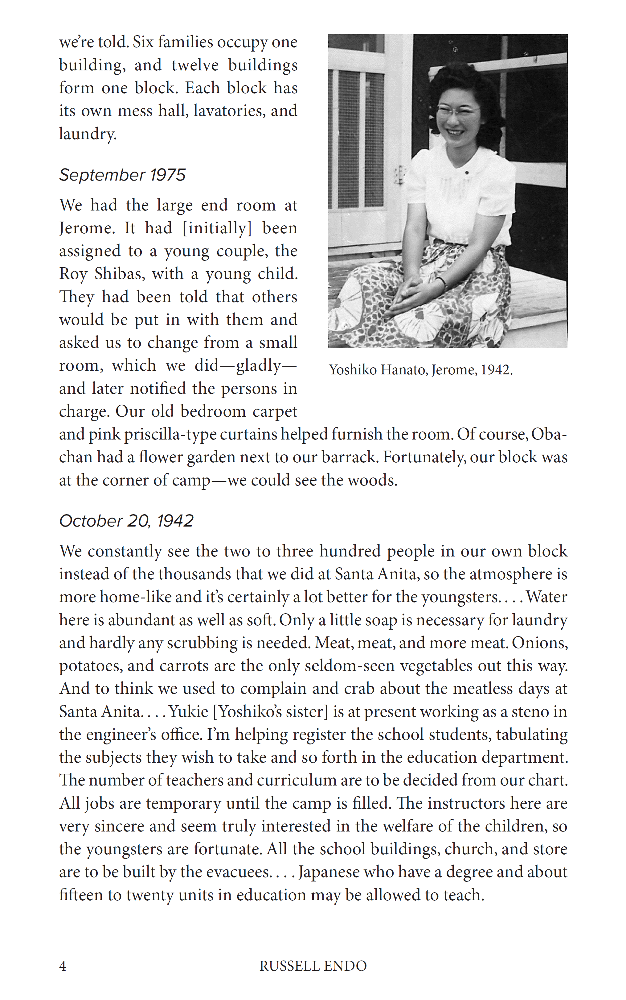 we’re told. Six families occupy one
building, and twelve buildings
form one block. Each block has
its own mess hall, lavatories, and
laundry.
September 1975
We had the large end room at
Jerome. It had [initially] been
assigned to a young couple, the
Roy Shibas, with a young child.
They had been told that others
would be put in with them and
asked us to change from a small
room, which we did—gladly—
and later notified the persons in
charge. Our old bedroom carpet
and pink priscilla-type curtains helped furnish the room. Of course, Oba-
chan had a flower garden next to our barrack. Fortunately, our block was
at the corner of camp—we could see the woods.
Yoshiko Hanato, Jerome, 1942.
October 20, 1942
We constantly see the two to three hundred people in our own block
instead of the thousands that we did at Santa Anita, so the atmosphere is
more home-like and it’s certainly a lot better for the youngsters. . . . Water
here is abundant as well as soft. Only a little soap is necessary for laundry
and hardly any scrubbing is needed. Meat, meat, and more meat. Onions,
potatoes, and carrots are the only seldom-seen vegetables out this way.
And to think we used to complain and crab about the meatless days at
Santa Anita. . . . Yukie [Yoshiko’s sister] is at present working as a steno in
the engineer’s office. I’m helping register the school students, tabulating
the subjects they wish to take and so forth in the education department.
The number of teachers and curriculum are to be decided from our chart.
All jobs are temporary until the camp is filled. The instructors here are
very sincere and seem truly interested in the welfare of the children, so
the youngsters are fortunate. All the school buildings, church, and store
are to be built by the evacuees. . . . Japanese who have a degree and about
fifteen to twenty units in education may be allowed to teach.
4 RUSSELL ENDO